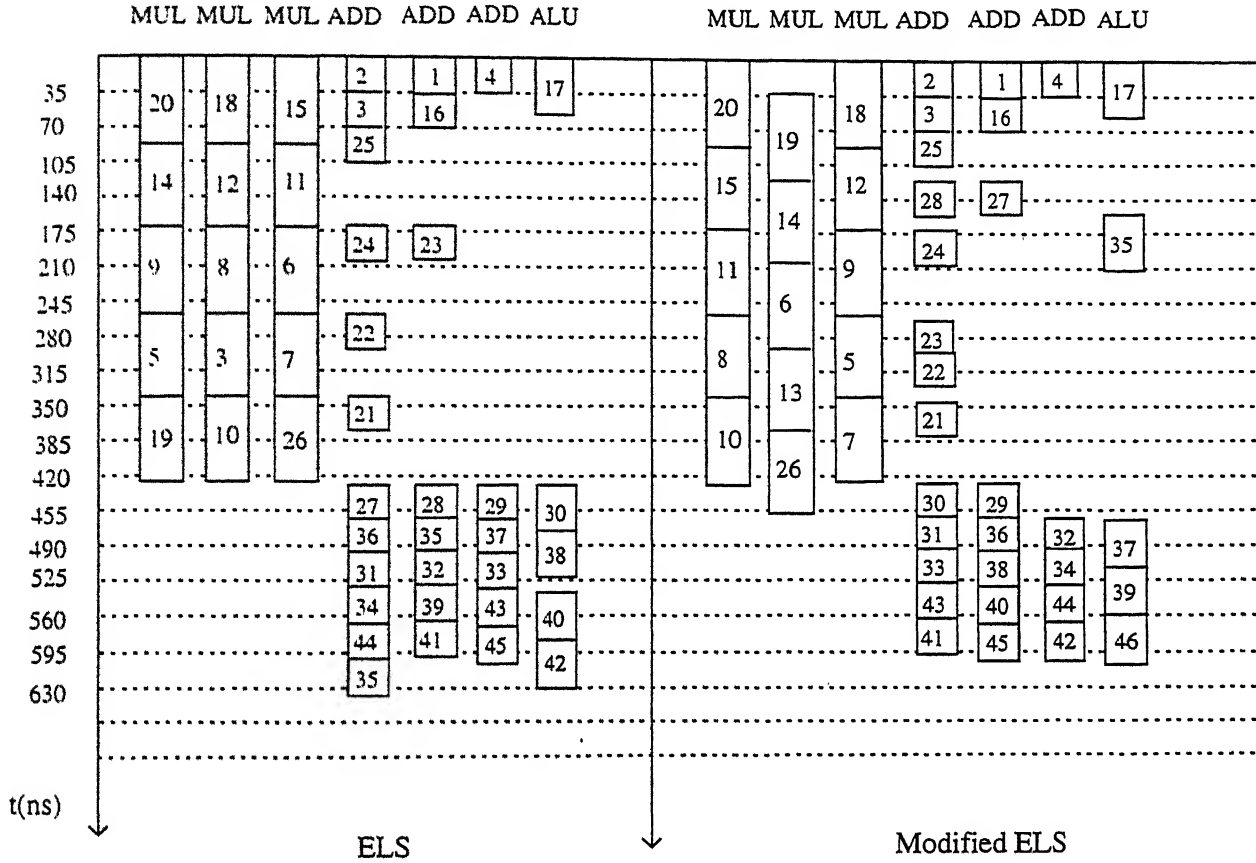 MUL MUL MUL ADD ADD ADD ALU MUL MUL MUL ADD ADD ADD ALU
2 1 4 2 1 4
35 20 18 15 17 20 18 17
3 16 3 16
70
25 19 25
105
14 12 11 15 12
140 28 27
14
175
24 23 24 35
210 9 8 6 11 9
245 6
280 22 23
5 3 7 8 5
315 22
13
350
21 21
385 19 10 26 10 7
420 26
27 28 29 30 30 29
455
36 35 37 31 36 32 37
490 38
31 32 33 33 38 34
525 39
34 39 43 40 43 40 44
560
44 41 45 42 41 45 42 46
595
35
630
t(ns)
ELS Modified ELS